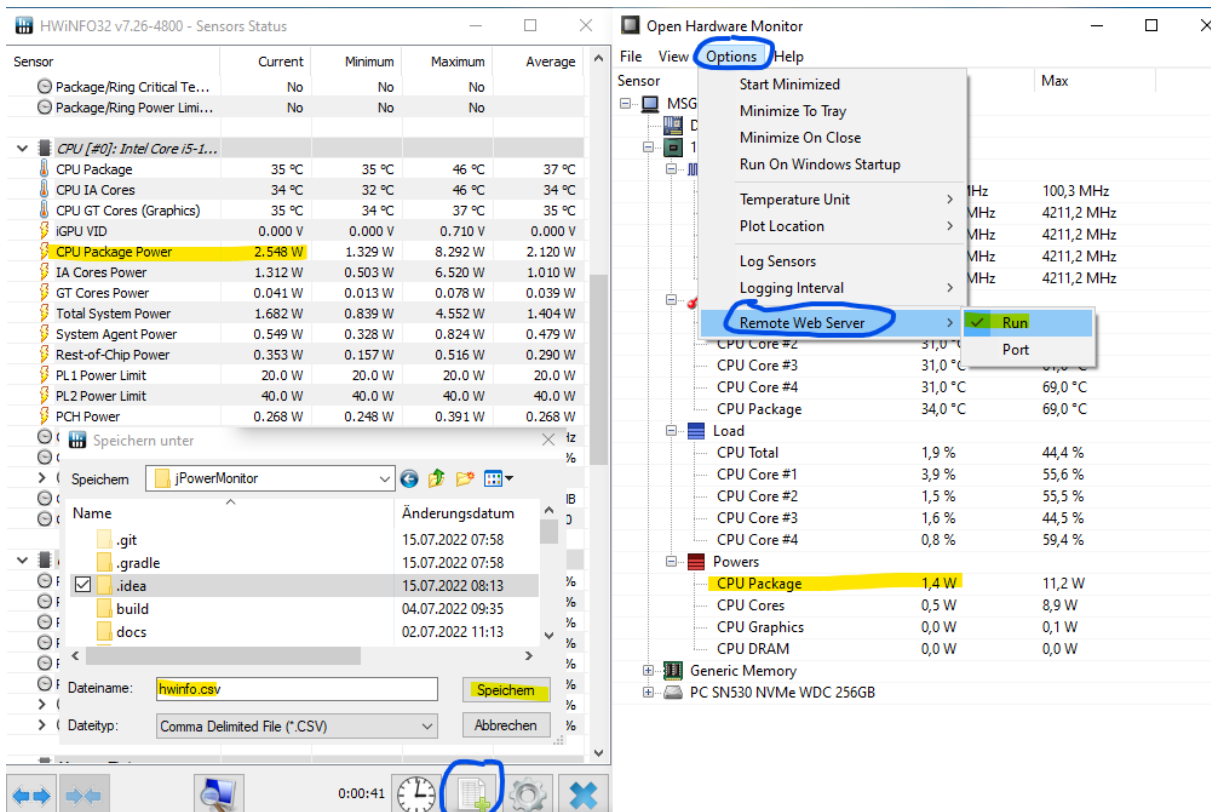 HWiNFO32 v7.26-4800 - Sensors Status
Sensor Current Minimum Maximum Average
Package/Ring Critical Te... No No No
Package/Ring Power Limi... No No No
CPU [#0]: Intel Core i5-1...
CPU Package 35 °C 35 °C 46 °C 37 °C
CPU IA Cores 34 °C 32 °C 46 °C 34 °C
CPU GT Cores (Graphics) 35 °C 34 °C 37 °C 35 °C
iGPU VID 0.000 V 0.000 V 0.710 V 0.000 V
CPU Package Power 2.548 W 1.329 W 8.292 W 2.120 W
IA Cores Power 1.312 W 0.503 W 6.520 W 1.010 W
GT Cores Power 0.041 W 0.013 W 0.078 W 0.039 W
Total System Power 1.682 W 0.839 W 4.552 W 1.404 W
System Agent Power 0.549 W 0.328 W 0.824 W 0.479 W
Rest-of-Chip Power 0.353 W 0.157 W 0.516 W 0.290 W
PL1 Power Limit 20.0 W 20.0 W 20.0 W 20.0 W
PL2 Power Limit 40.0 W 40.0 W 40.0 W 40.0 W
PCH Power 0.268 W 0.248 W 0.391 W 0.268 W
Speichern unter
Speichern jPowerMonitor
Name Änderungsdatum
.git 15.07.2022 07:58
.gradle 15.07.2022 07:58
.idea 15.07.2022 08:13
build 04.07.2022 09:35
docs 02.07.2022 11:13
Dateiname: hwinfo.csv Speichern
Dateityp: Comma Delimited File (*.CSV) Abbrechen
0:00:41
Open Hardware Monitor
File View Options Help
Sensor Max
MSG
Start Minimized
Minimize To Tray
Minimize On Close
Run On Windows Startup
Temperature Unit
Plot Location
Log Sensors
Logging Interval
Remote Web Server
Run
Port
MHz 100,3 MHz
MHz 4211,2 MHz
MHz 4211,2 MHz
MHz 4211,2 MHz
MHz 4211,2 MHz
CPU Core #2 31,0 °C
CPU Core #3 31,0 °C
CPU Core #4 31,0 °C 69,0 °C
CPU Package 34,0 °C 69,0 °C
Load
CPU Total 1,9 % 44,4 %
CPU Core #1 3,9 % 55,6 %
CPU Core #2 1,5 % 55,5 %
CPU Core #3 1,6 % 44,5 %
CPU Core #4 0,8 % 59,4 %
Powers
CPU Package 1,4 W 11,2 W
CPU Cores 0,5 W 8,9 W
CPU Graphics 0,0 W 0,1 W
CPU DRAM 0,0 W 0,0 W
Generic Memory
PC SN530 NVMe WDC 256GB